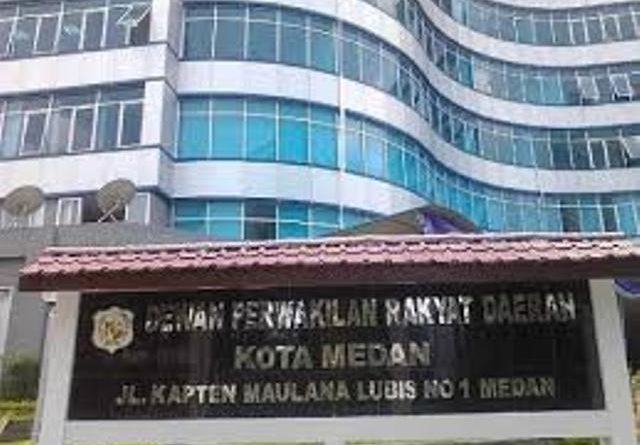 DEWAN PERWAKILAN RAKYAT DAERAH
KOTA MEDAN
JL. KAPTEN MAULANA LUBIS NO 1 MEDAN